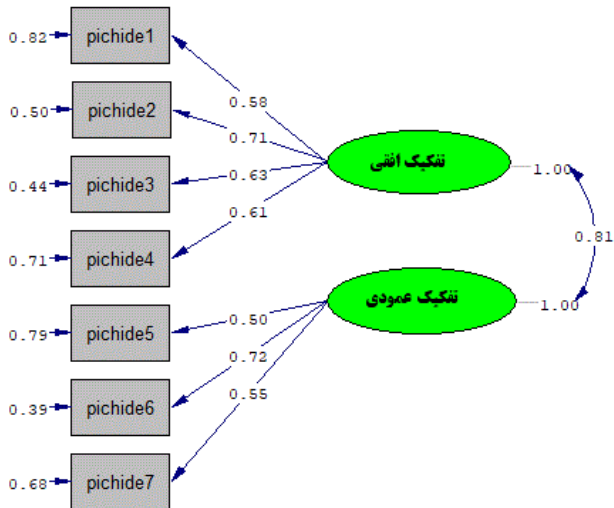 0.82 pichide1
0.58
0.50 pichide2
0.71
تفکیک افقی 1.00
0.63
0.44 pichide3
0.61
0.81
0.71 pichide4
تفکیک عمودی 1.00
0.50
0.79 pichide5
0.72
0.55
0.39 pichide6
0.68 pichide7